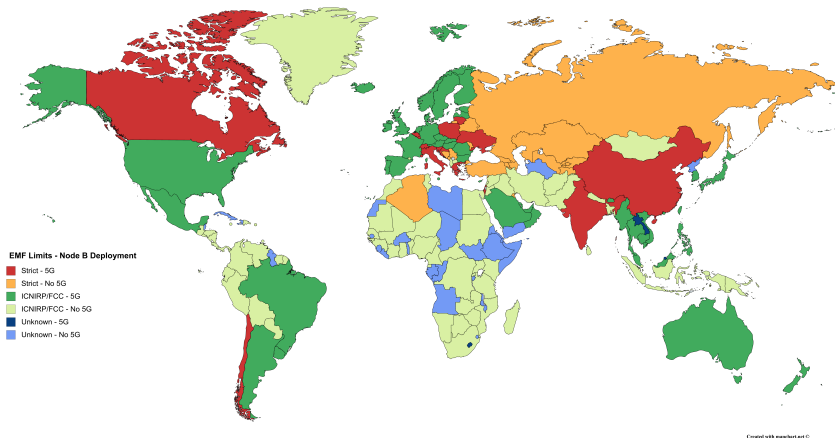 EMF Limits - Node B Deployment
Strict - 5G
Strict - No 5G
ICNIRP/FCC - 5G
ICNIRP/FCC - No 5G
Unknown - 5G
Unknown - No 5G
Created with mapchart.net ©